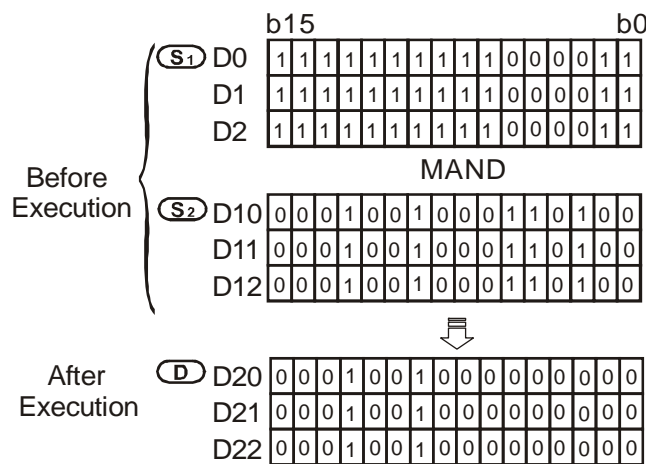 b15 b0
S1 D0 1 1 1 1 1 1 1 1 1 1 0 0 0 0 1 1
D1 1 1 1 1 1 1 1 1 1 1 0 0 0 0 1 1
D2 1 1 1 1 1 1 1 1 1 1 0 0 0 0 1 1
MAND
Before
Execution
S2 D10 0 0 0 1 0 0 1 0 0 0 1 1 0 1 0 0
D11 0 0 0 1 0 0 1 0 0 0 1 1 0 1 0 0
D12 0 0 0 1 0 0 1 0 0 0 1 1 0 1 0 0
After
Execution
D D20 0 0 0 1 0 0 1 0 0 0 0 0 0 0 0 0
D21 0 0 0 1 0 0 1 0 0 0 0 0 0 0 0 0
D22 0 0 0 1 0 0 1 0 0 0 0 0 0 0 0 0